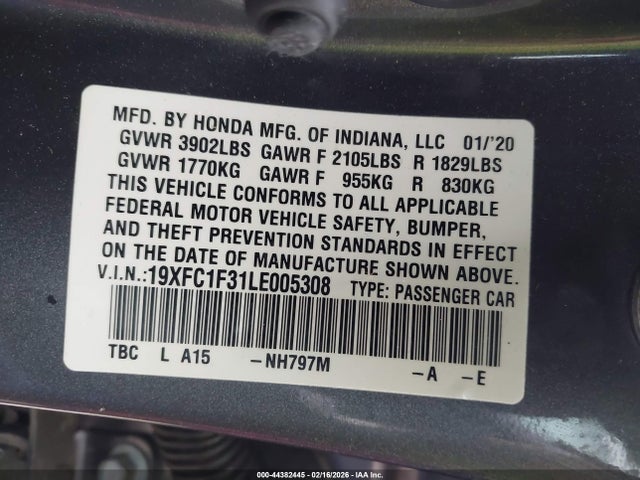 MFD. BY HONDA MFG. OF INDIANA, LLC 01/'20
GVWR 3902LBS GAWR F 2105LBS R 1829LBS
GVWR 1770KG GAWR F 955KG R 830KG
THIS VEHICLE CONFORMS TO ALL APPLICABLE
FEDERAL MOTOR VEHICLE SAFETY, BUMPER,
AND THEFT PREVENTION STANDARDS IN EFFECT
ON THE DATE OF MANUFACTURE SHOWN ABOVE.
V.I.N.:19XFC1F31LE005308 TYPE: PASSENGER CAR
TBC L A15 -NH797M -A -E
000-44382445 - 02/16/2026 - IAA Inc.